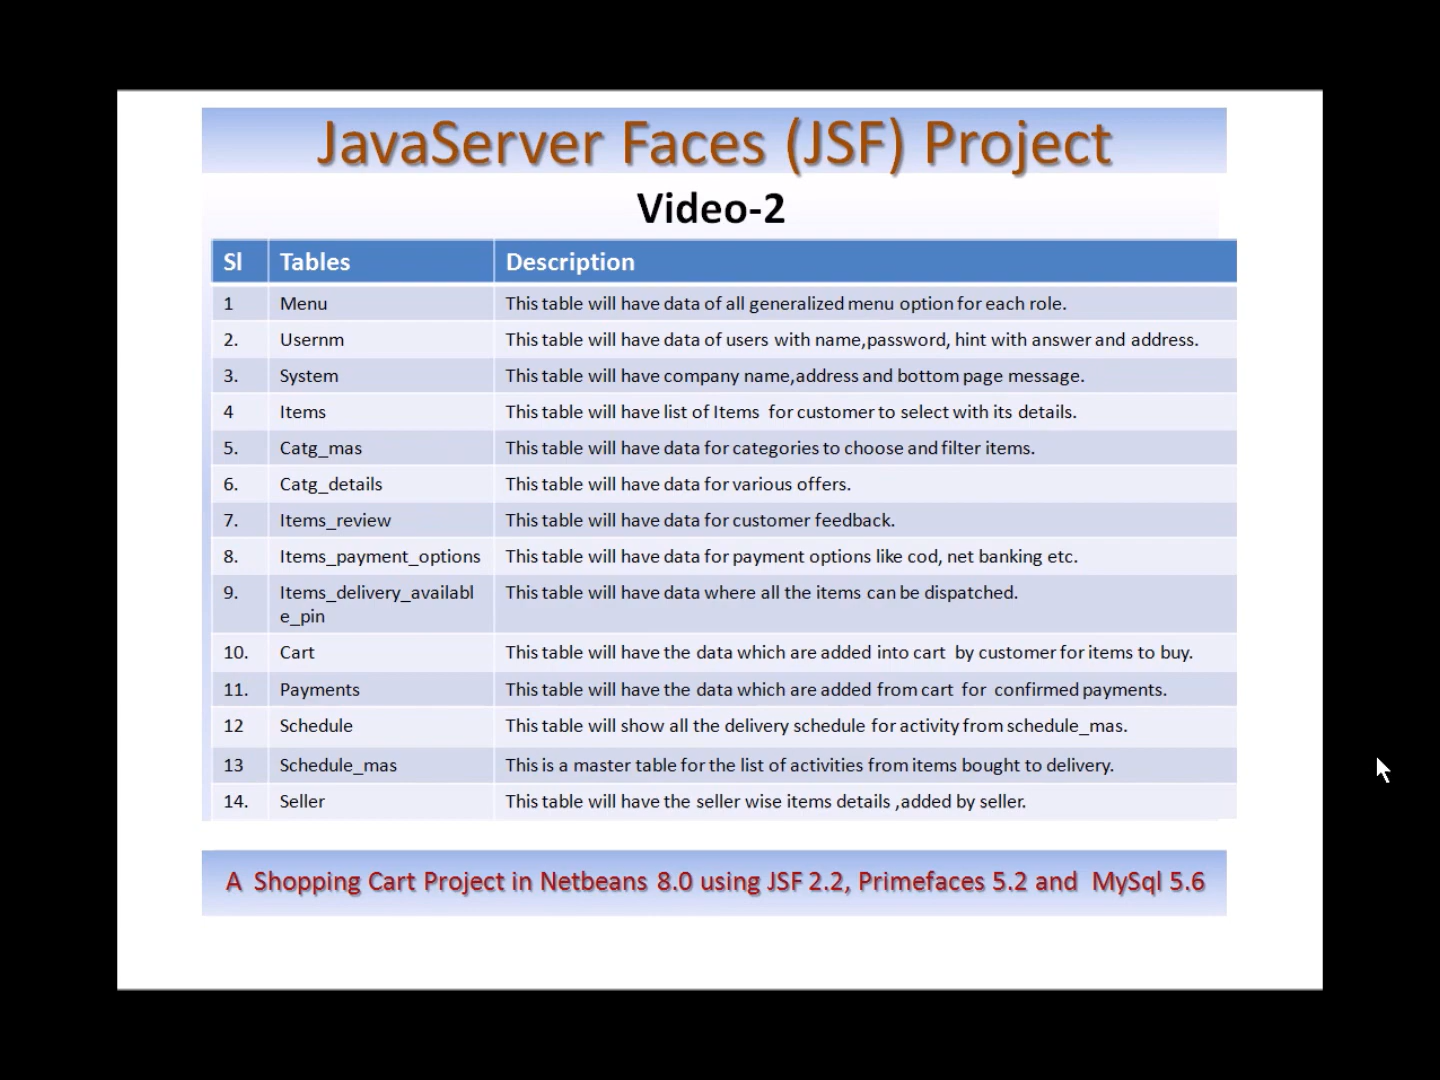 JavaServer Faces (JSF) Project
Video-2
Sl Tables Description
1 Menu This table will have data of all generalized menu option for each role.
2. Usernm This table will have data of users with name,password, hint with answer and address.
3. System This table will have company name,address and bottom page message.
4 Items This table will have list of Items for customer to select with its details.
5. Catg_mas This table will have data for categories to choose and filter items.
6. Catg_details This table will have data for various offers.
7. Items_review This table will have data for customer feedback.
8. Items_payment_options This table will have data for payment options like cod, net banking etc.
9. Items_delivery_availabl This table will have data where all the items can be dispatched.
e_pin
10. Cart This table will have the data which are added into cart by customer for items to buy.
11. Payments This table will have the data which are added from cart for confirmed payments.
12 Schedule This table will show all the delivery schedule for activity from schedule_mas.
13 Schedule_mas This is a master table for the list of activities from items bought to delivery.
14. Seller This table will have the seller wise items details ,added by seller.
A Shopping Cart Project in Netbeans 8.0 using JSF 2.2, Primefaces 5.2 and MySql 5.6